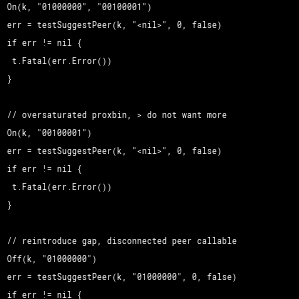 On(k, "01000000", "00100001")
err = testSuggestPeer(k, "<nil>", 0, false)
if err != nil {
t.Fatal(err.Error())
}
// oversaturated proxbin, > do not want more
On(k, "00100001")
err = testSuggestPeer(k, "<nil>", 0, false)
if err != nil {
t.Fatal(err.Error())
}
// reintroduce gap, disconnected peer callable
Off(k, "01000000")
err = testSuggestPeer(k, "01000000", 0, false)
if err != nil {